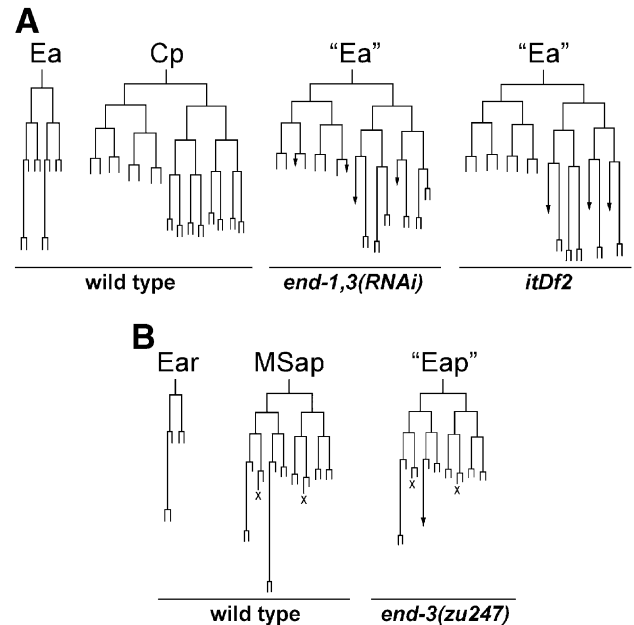 A
Ea Cp “Ea” “Ea”
wild type end-1,3(RNAi) itDf2
B
Ear MSap “Eap”
X X X X
wild type end-3(zu247)